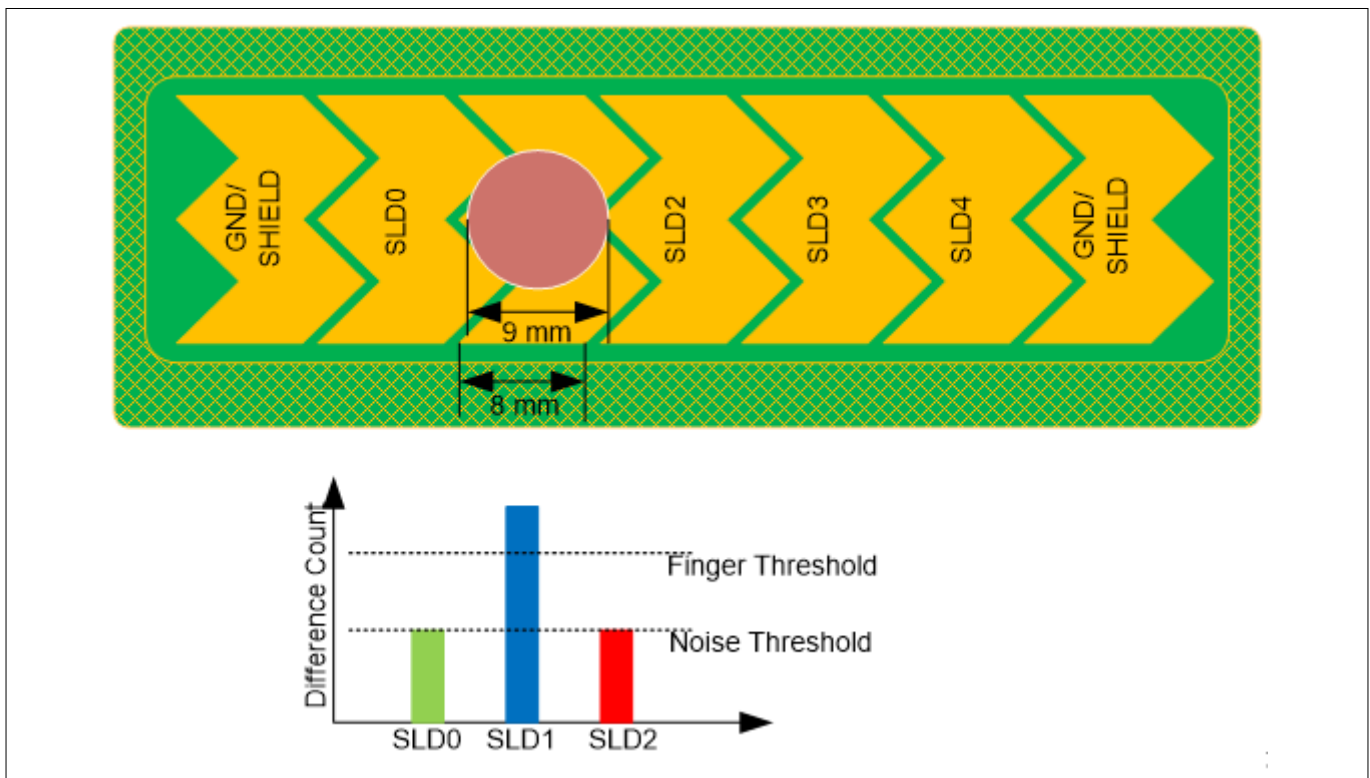 GND/
SHIELD
SLD0
SLD2
SLD3
SLD4
GND/
SHIELD
9 mm
8 mm
Difference Count
Finger Threshold
Noise Threshold
SLD0
SLD1
SLD2